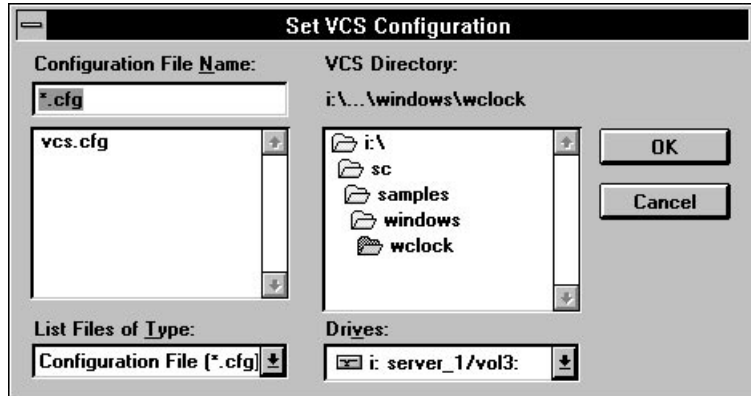 Set VCS Configuration
Configuration File Name:
*.cfg
vcs.cfg
List Files of Type:
Configuration File (*.cfg)
VCS Directory:
i:\...\windows\wclock
i:\
sc
samples
windows
wclock
Drives:
i: server_1/vol3:
OK
Cancel